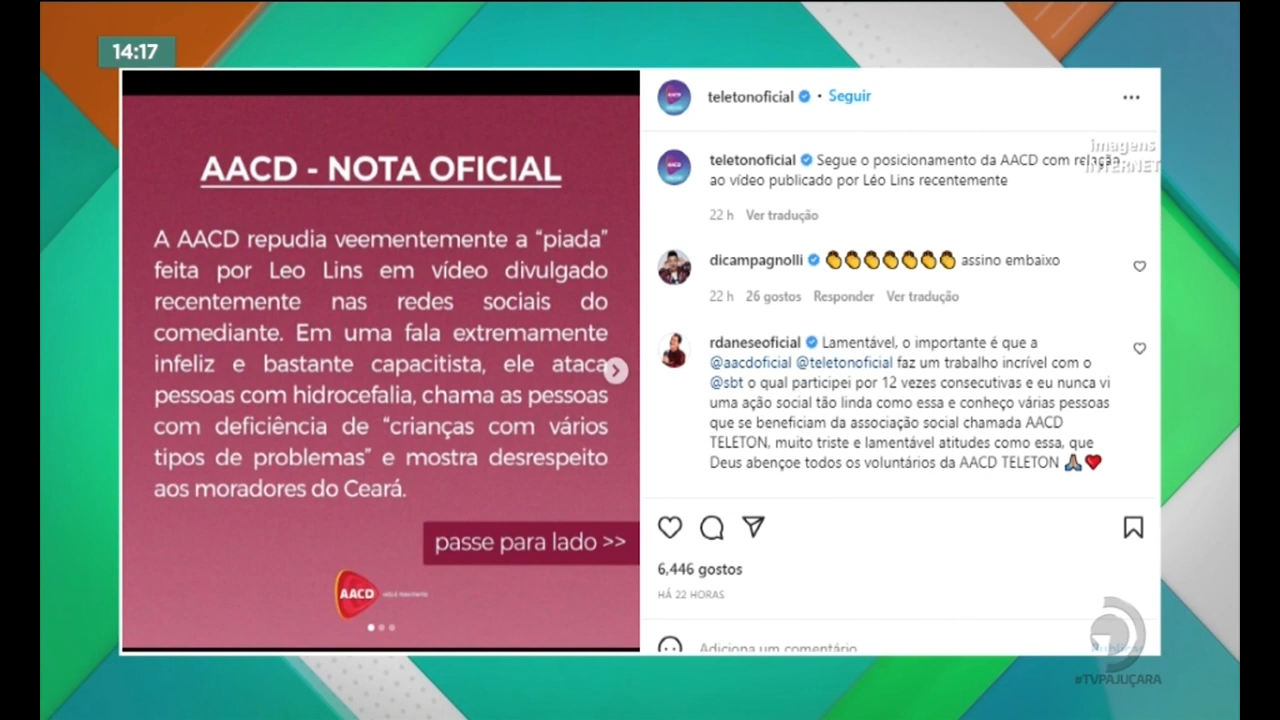 14:17
AACD - NOTA OFICIAL
A AACD repudia veementemente a “piada”
feita por Leo Lins em vídeo divulgado
recentemente nas redes sociais do
comediante. Em uma fala extremamente
infeliz e bastante capacitista, ele ataca
pessoas com hidrocefalia, chama as pessoas
com deficiência de “crianças com vários
tipos de problemas” e mostra desrespeito
aos moradores do Ceará.
passe para lado >>
AACD
teletonoficial • Seguir
imagens
INTERNET
teletonoficial Segue o posicionamento da AACD com relação
ao vídeo publicado por Léo Lins recentemente
22 h Ver tradução
dicampagnolli 👏👏👏👏👏👏👏 assino embaixo
22 h 26 gostos Responder Ver tradução
rdaneseoficial Lamentável, o importante é que a
@aacdoficial @teletonoficial faz um trabalho incrível com o
@sbt o qual participei por 12 vezes consecutivas e eu nunca vi
uma ação social tão linda como essa e conheço várias pessoas
que se beneficiam da associação social chamada AACD
TELETON, muito triste e lamentável atitudes como essa, que
Deus abençoe todos os voluntários da AACD TELETON 🙏🏽❤️
6,446 gostos
HÁ 22 HORAS
Adiciona um comentário
Publicar
#TVPAJUÇARA